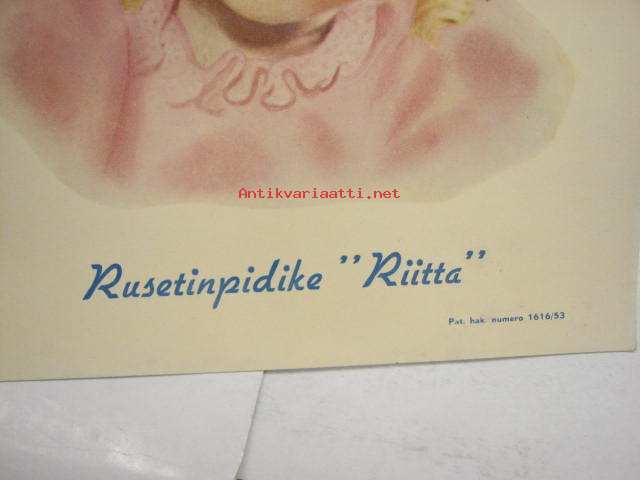 Antikvariaatti.net
Rusetinpidike "Riitta"
Pat. hak. numero 1616/53